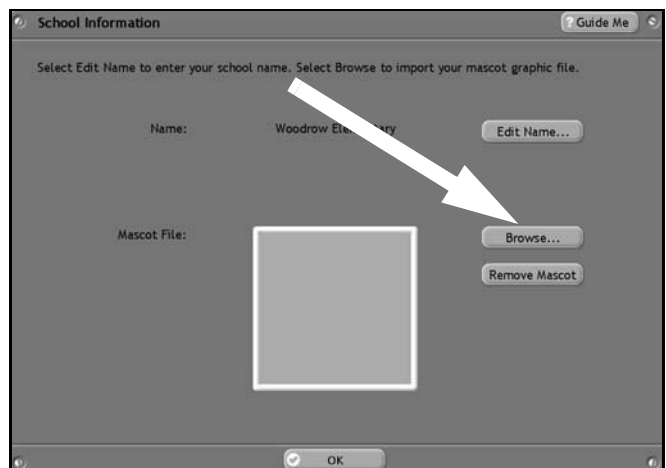 School Information
? Guide Me
Select Edit Name to enter your school name. Select Browse to import your mascot graphic file.
Name:
Woodrow
Edit Name...
Mascot File:
Browse...
Remove Mascot
OK